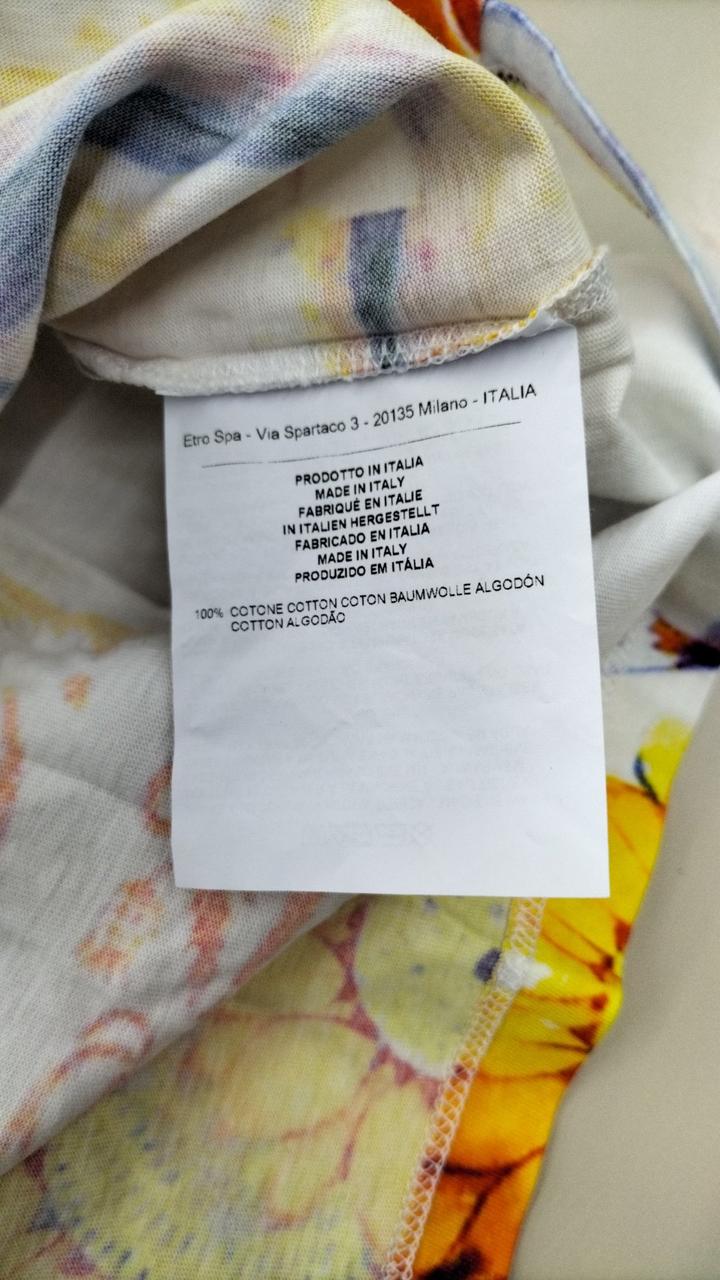 Etro Spa - Via Spartaco 3 - 20135 Milano - ITALIA
PRODOTTO IN ITALIA
MADE IN ITALY
FABRIQUÉ EN ITALIE
IN ITALIEN HERGESTELLT
FABRICADO EN ITALIA
MADE IN ITALY
PRODUZIDO EM ITÁLIA
100% COTONE COTTON COTON BAUMWOLLE ALGODÓN
COTTON ALGODÃO